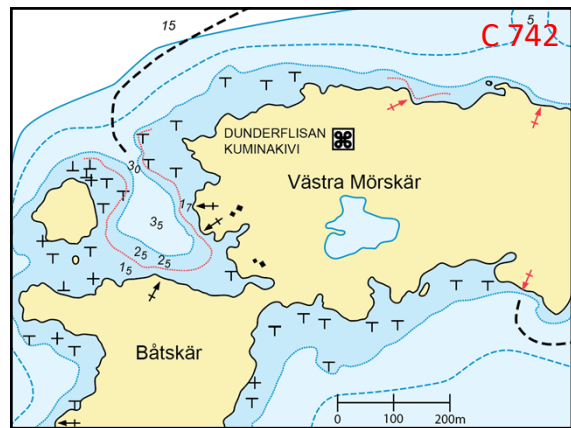 15
5
C 742
DUNDERFLISAN
KUMINAKIVI
Västra Mörskär
3₀
1₇
3₅
2₅
2₅
1₅
Båtskär
0 100 200m